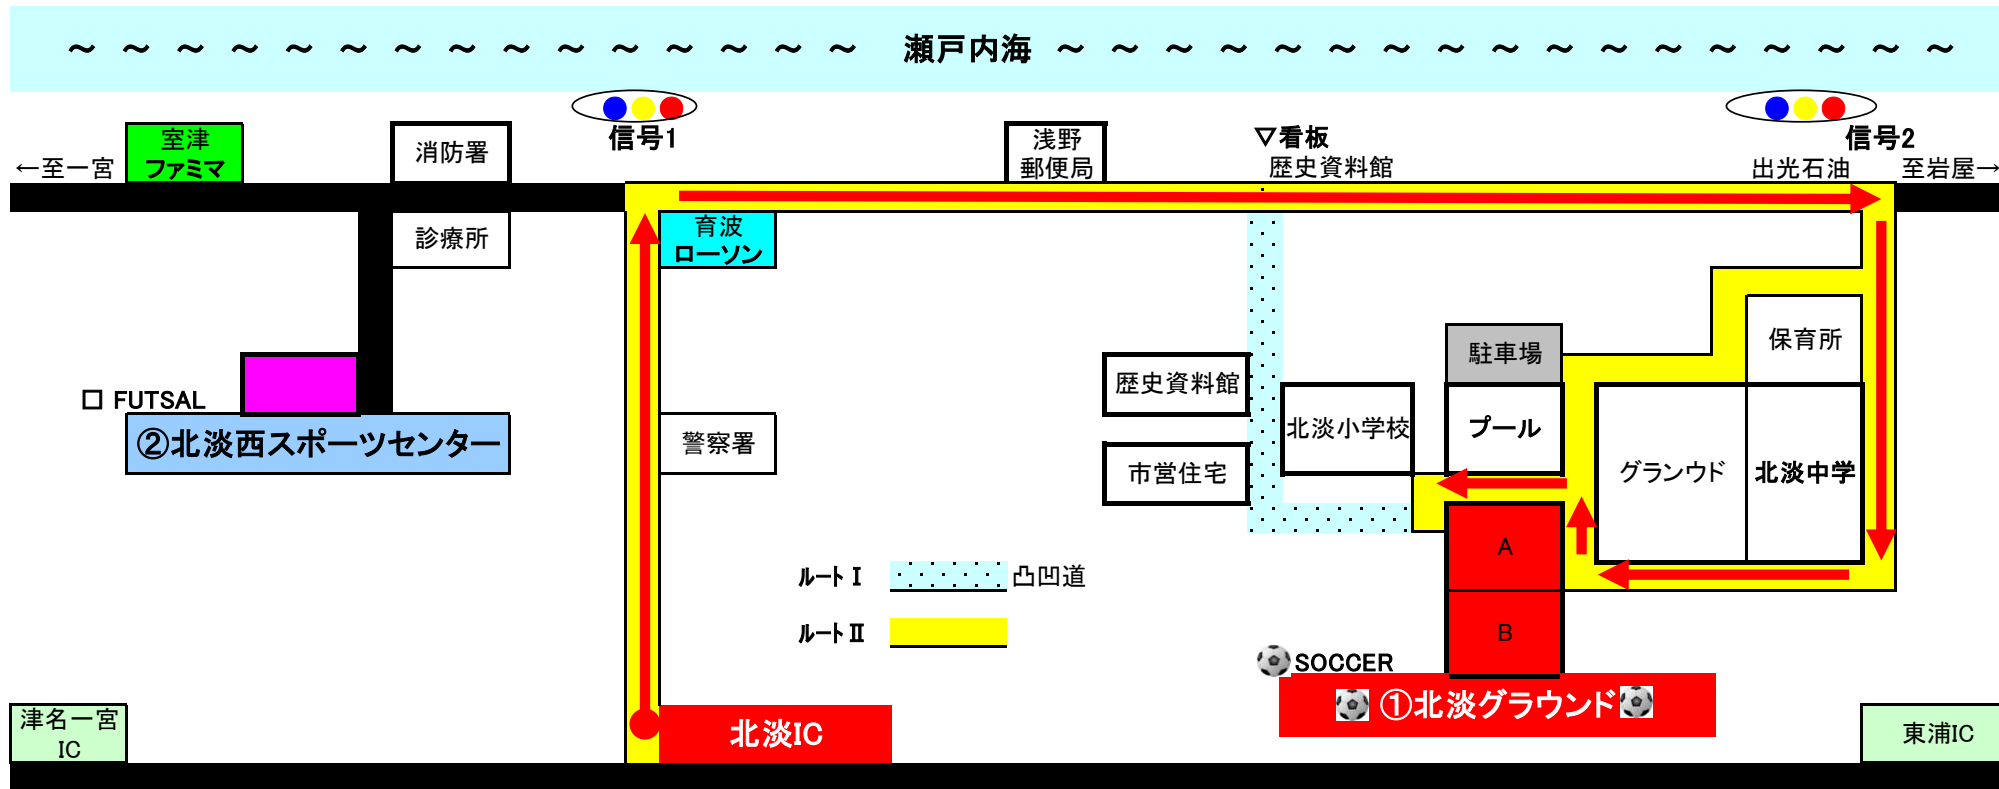 ～ ～ ～ ～ ～ ～ ～ ～ ～ ～ ～ ～ ～ ～ ～ 瀬戸内海 ～ ～ ～ ～ ～ ～ ～ ～ ～ ～ ～ ～ ～ ～ ～ ～ ～
信号1
信号2
←至一宮
室津
ファミマ
消防署
浅野
郵便局
▽看板
歴史資料館
出光石油
至岩屋→
診療所
育波
ローソン
保育所
駐車場
歴史資料館
□ FUTSAL
②北淡西スポーツセンター
警察署
北淡小学校
プール
グランウド
北淡中学
市営住宅
A
ルートⅠ
凸凹道
ルートⅡ
B
SOCCER
①北淡グラウンド
津名一宮
IC
北淡IC
東浦IC